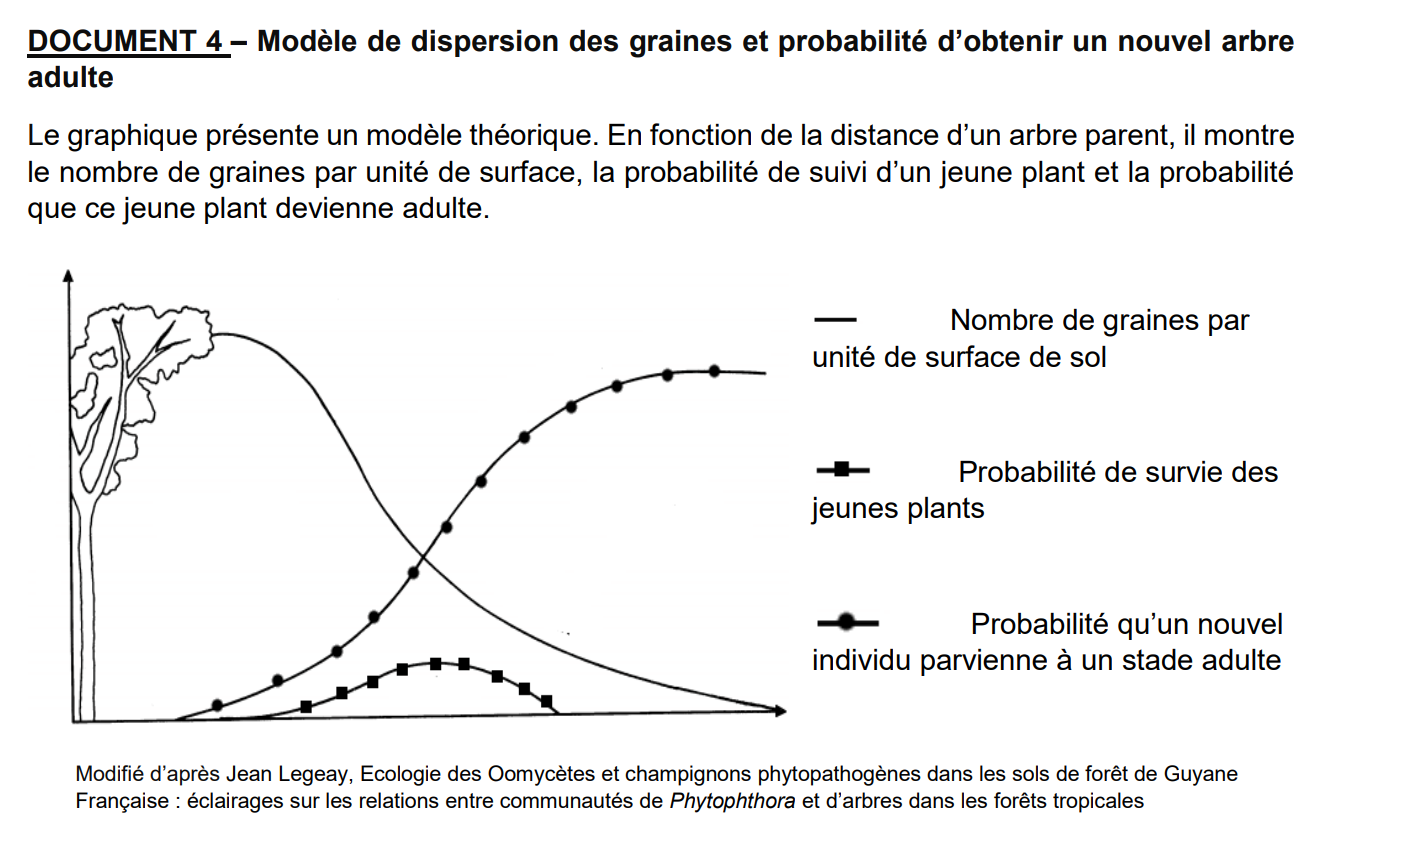 DOCUMENT 4 – Modèle de dispersion des graines et probabilité d’obtenir un nouvel arbre
adulte
Le graphique présente un modèle théorique. En fonction de la distance d’un arbre parent, il montre
le nombre de graines par unité de surface, la probabilité de suivi d’un jeune plant et la probabilité
que ce jeune plant devienne adulte.
Nombre de graines par
unité de surface de sol
Probabilité de survie des
jeunes plants
Probabilité qu’un nouvel
individu parvienne à un stade adulte
Modifié d’après Jean Legeay, Ecologie des Oomycètes et champignons phytopathogènes dans les sols de forêt de Guyane
Française : éclairages sur les relations entre communautés de Phytophthora et d’arbres dans les forêts tropicales